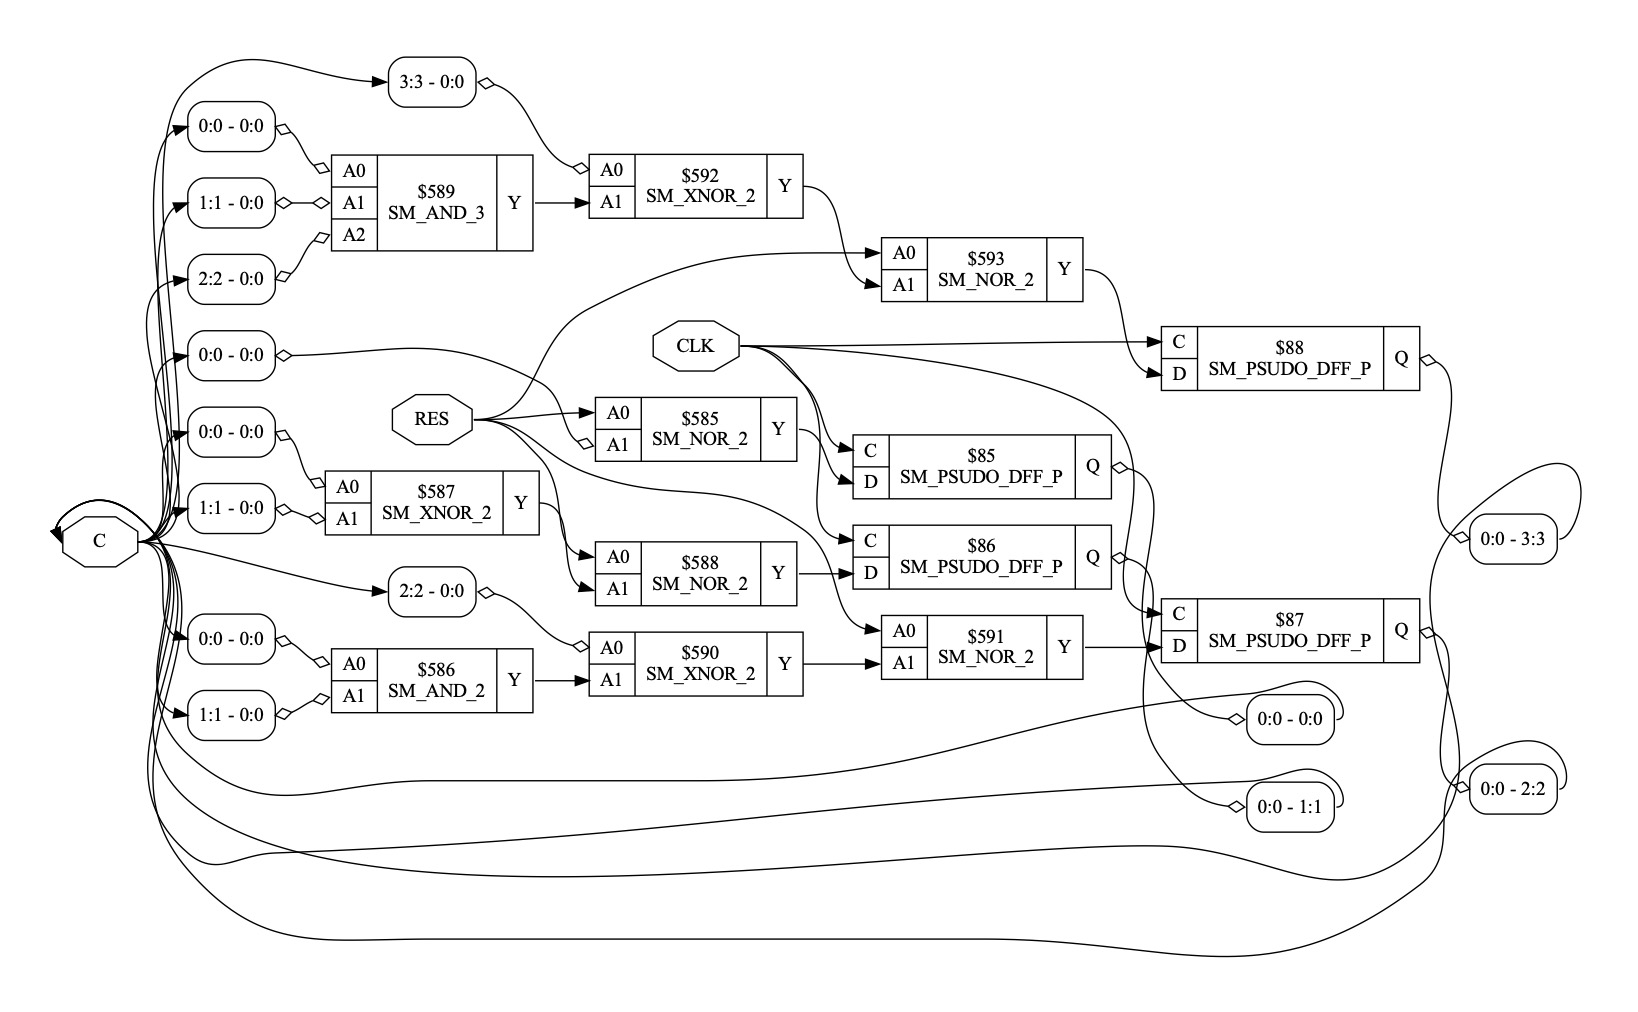 3:3 - 0:0
0:0 - 0:0
1:1 - 0:0
2:2 - 0:0
A0
A1
A2
$589
SM_AND_3
Y
A0
A1
$592
SM_XNOR_2
Y
A0
A1
$593
SM_NOR_2
Y
CLK
C
D
$88
SM_PSUDO_DFF_P
Q
0:0 - 0:0
RES
A0
A1
$585
SM_NOR_2
Y
C
D
$85
SM_PSUDO_DFF_P
Q
0:0 - 0:0
1:1 - 0:0
A0
A1
$587
SM_XNOR_2
Y
C
A0
A1
$588
SM_NOR_2
Y
C
D
$86
SM_PSUDO_DFF_P
Q
0:0 - 3:3
2:2 - 0:0
0:0 - 0:0
1:1 - 0:0
A0
A1
$586
SM_AND_2
Y
A0
A1
$590
SM_XNOR_2
Y
A0
A1
$591
SM_NOR_2
Y
C
D
$87
SM_PSUDO_DFF_P
Q
0:0 - 0:0
0:0 - 1:1
0:0 - 2:2